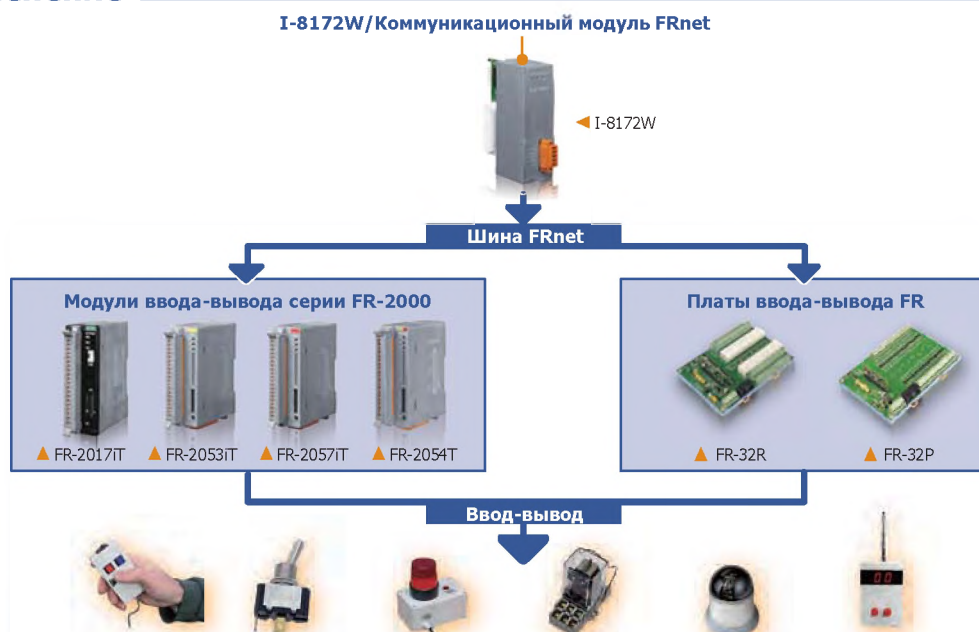 I-8172W/Коммуникационный модуль FRnet
I-8172W
Шина FRnet
Модули ввода-вывода серии FR-2000
Платы ввода-вывода FR
FR-2017iT FR-2053iT FR-2057iT FR-2054T
FR-32R FR-32P
Ввод-вывод
00